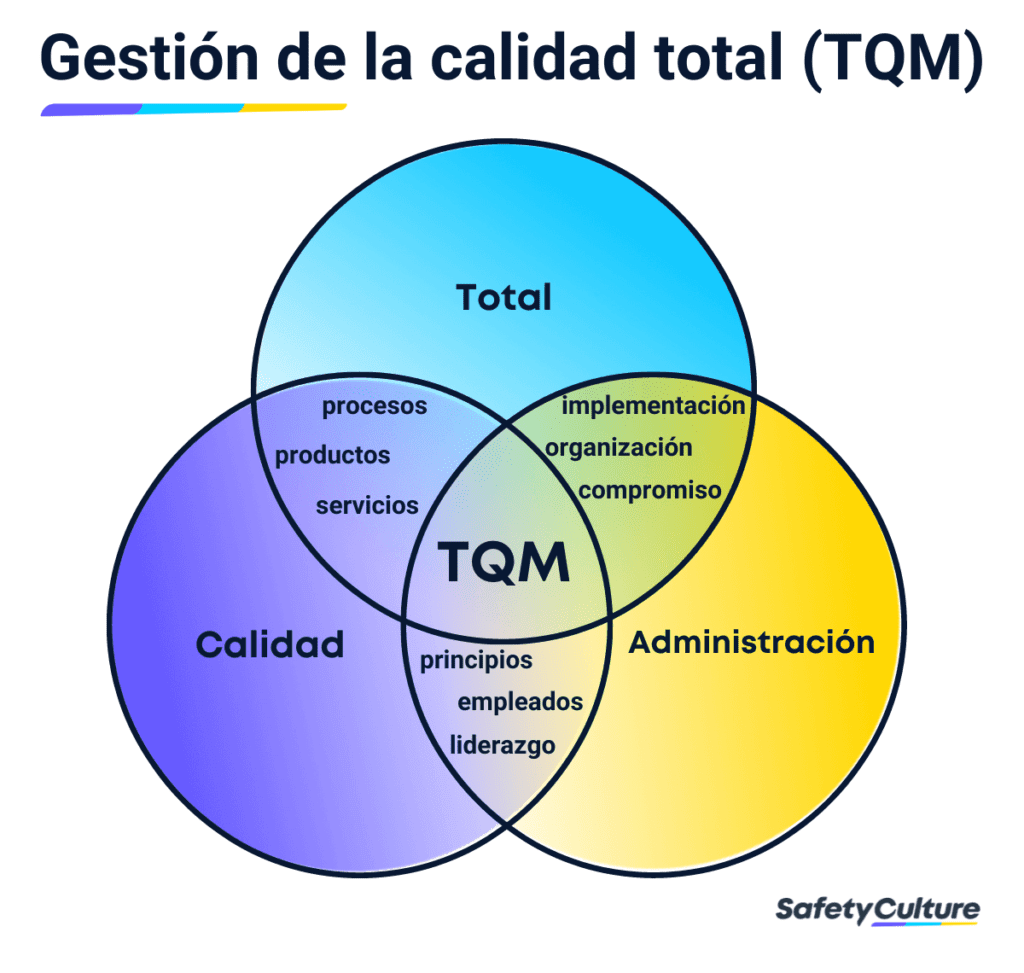 Gestión de la calidad total (TQM)
Total
procesos
productos
servicios
implementación
organización
compromiso
TQM
Calidad
Administración
principios
empleados
liderazgo
SafetyCulture